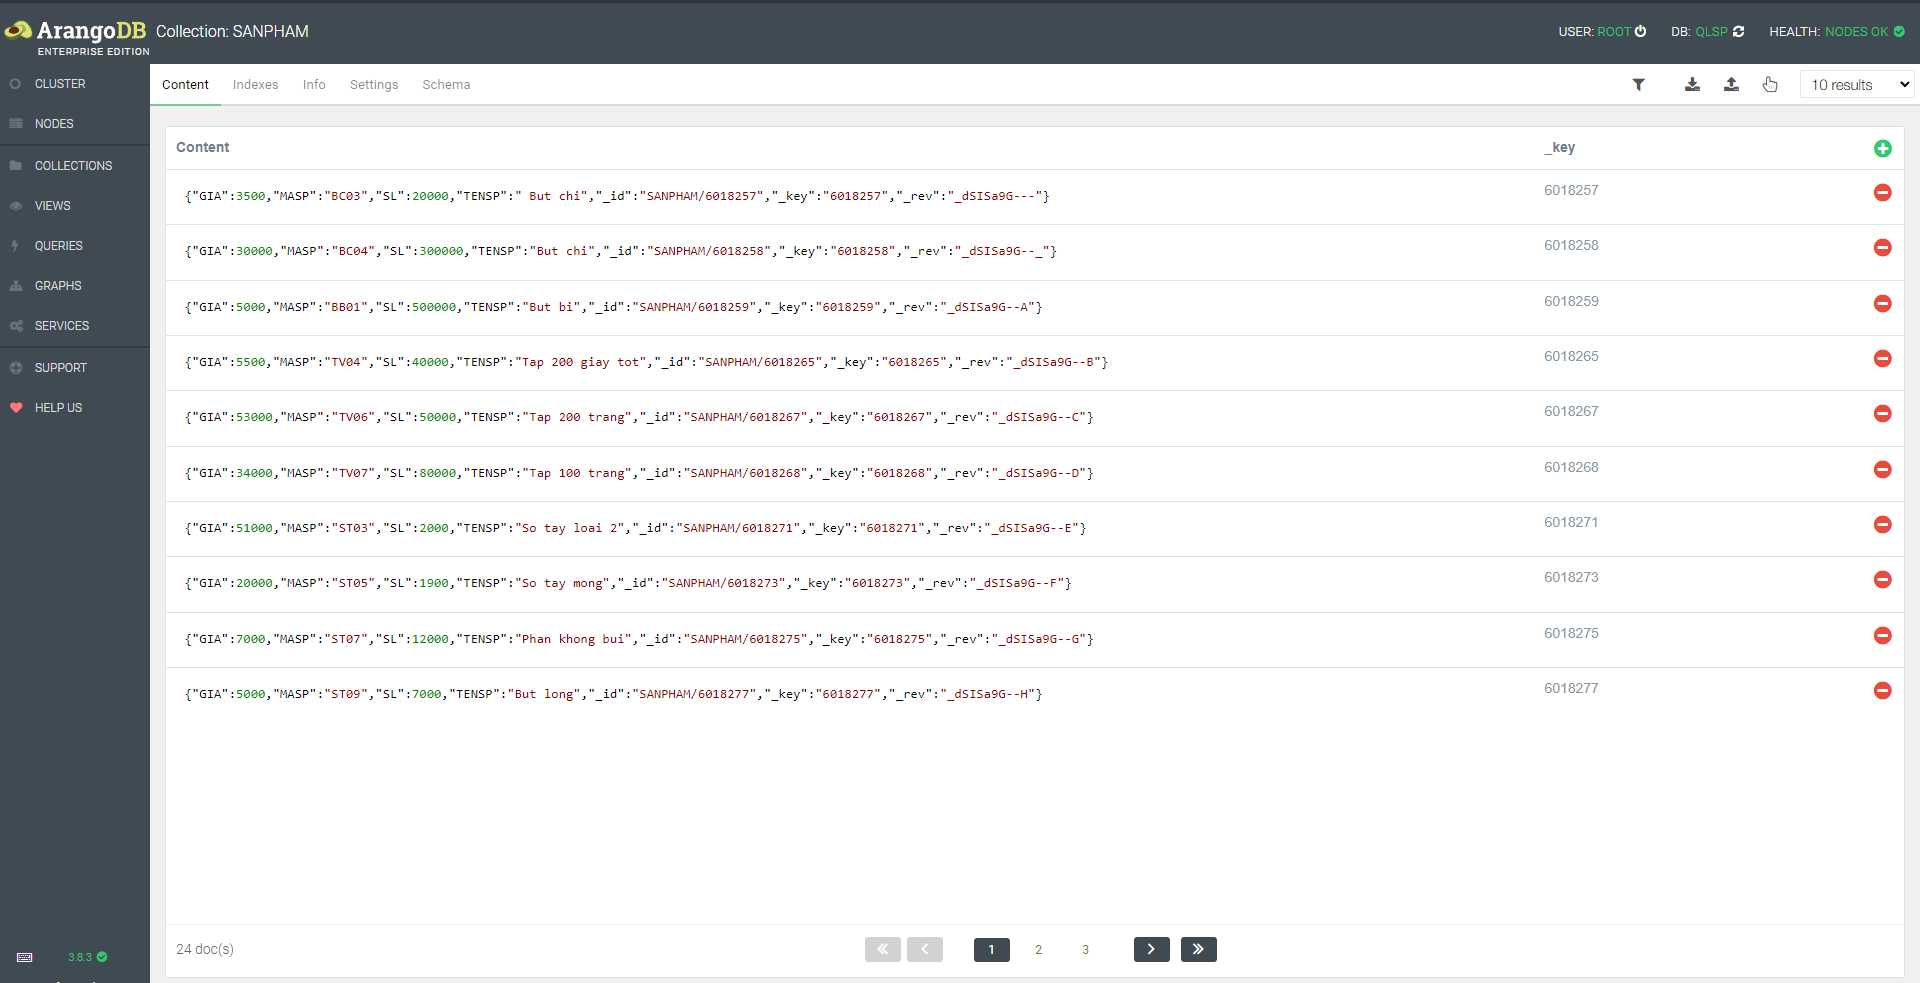 ArangoDB
ENTERPRISE EDITION
Collection: SANPHAM
USER: ROOT
DB: QLSP
HEALTH: NODES OK
CLUSTER
NODES
COLLECTIONS
VIEWS
QUERIES
GRAPHS
SERVICES
SUPPORT
HELP US
3.8.3
Content Indexes Info Settings Schema
10 results
Content _key
{"GIA":3500,"MASP":"BC03","SL":20000,"TENSP":" But chi","_id":"SANPHAM/6018257","_key":"6018257","_rev":"_dSISa9G---"} 6018257
{"GIA":30000,"MASP":"BC04","SL":300000,"TENSP":"But chi","_id":"SANPHAM/6018258","_key":"6018258","_rev":"_dSISa9G--_"} 6018258
{"GIA":5000,"MASP":"BB01","SL":500000,"TENSP":"But bi","_id":"SANPHAM/6018259","_key":"6018259","_rev":"_dSISa9G--A"} 6018259
{"GIA":5500,"MASP":"TV04","SL":40000,"TENSP":"Tap 200 giay tot","_id":"SANPHAM/6018265","_key":"6018265","_rev":"_dSISa9G--B"} 6018265
{"GIA":53000,"MASP":"TV06","SL":50000,"TENSP":"Tap 200 trang","_id":"SANPHAM/6018267","_key":"6018267","_rev":"_dSISa9G--C"} 6018267
{"GIA":34000,"MASP":"TV07","SL":80000,"TENSP":"Tap 100 trang","_id":"SANPHAM/6018268","_key":"6018268","_rev":"_dSISa9G--D"} 6018268
{"GIA":51000,"MASP":"ST03","SL":2000,"TENSP":"So tay loai 2","_id":"SANPHAM/6018271","_key":"6018271","_rev":"_dSISa9G--E"} 6018271
{"GIA":20000,"MASP":"ST05","SL":1900,"TENSP":"So tay mong","_id":"SANPHAM/6018273","_key":"6018273","_rev":"_dSISa9G--F"} 6018273
{"GIA":7000,"MASP":"ST07","SL":12000,"TENSP":"Phan khong bui","_id":"SANPHAM/6018275","_key":"6018275","_rev":"_dSISa9G--G"} 6018275
{"GIA":5000,"MASP":"ST09","SL":7000,"TENSP":"But long","_id":"SANPHAM/6018277","_key":"6018277","_rev":"_dSISa9G--H"} 6018277
24 doc(s)
1 2 3